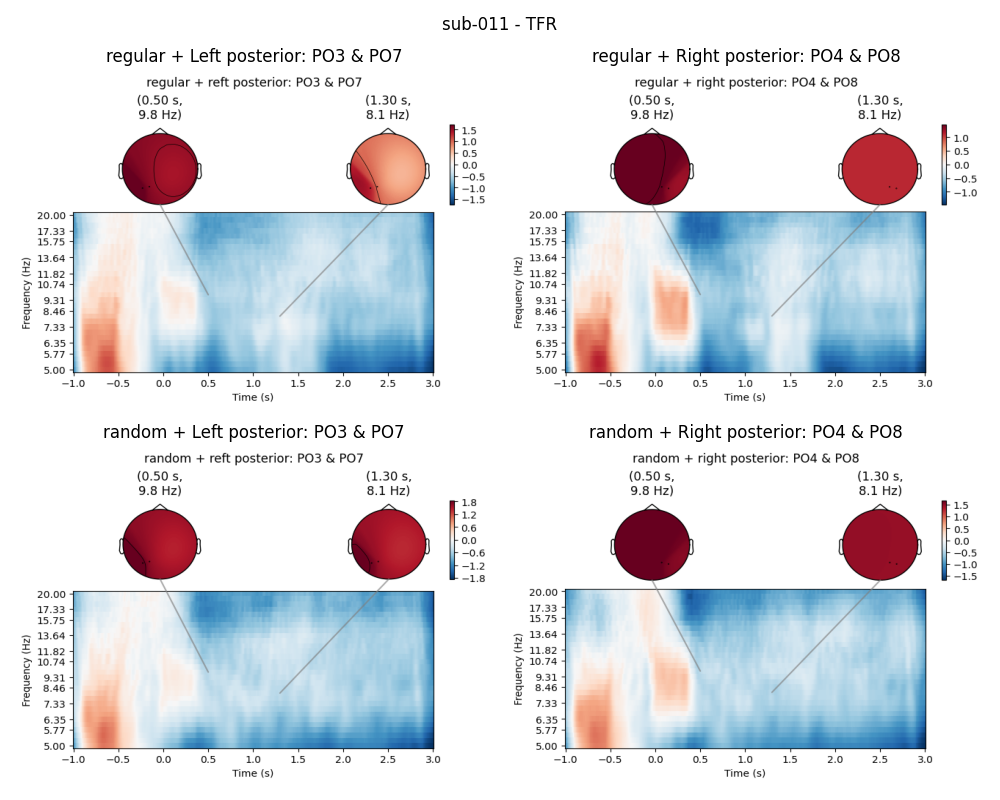 sub-011 - TFR
regular + Left posterior: PO3 & PO7
regular + reft posterior: PO3 & PO7
(0.50 s,
9.8 Hz)
(1.30 s,
8.1 Hz)
1.5
1.0
0.5
0.0
−0.5
−1.0
−1.5
20.00
17.33
15.75
13.64
11.82
10.74
9.31
8.46
7.33
6.35
5.77
5.00
Frequency (Hz)
−1.0 −0.5 0.0 0.5 1.0 1.5 2.0 2.5 3.0
Time (s)
regular + Right posterior: PO4 & PO8
regular + right posterior: PO4 & PO8
(0.50 s,
9.8 Hz)
(1.30 s,
8.1 Hz)
1.0
0.5
0.0
−0.5
−1.0
20.00
17.33
15.75
13.64
11.82
10.74
9.31
8.46
7.33
6.35
5.77
5.00
Frequency (Hz)
−1.0 −0.5 0.0 0.5 1.0 1.5 2.0 2.5 3.0
Time (s)
random + Left posterior: PO3 & PO7
random + reft posterior: PO3 & PO7
(0.50 s,
9.8 Hz)
(1.30 s,
8.1 Hz)
1.8
1.2
0.6
0.0
−0.6
−1.2
−1.8
20.00
17.33
15.75
13.64
11.82
10.74
9.31
8.46
7.33
6.35
5.77
5.00
Frequency (Hz)
−1.0 −0.5 0.0 0.5 1.0 1.5 2.0 2.5 3.0
Time (s)
random + Right posterior: PO4 & PO8
random + right posterior: PO4 & PO8
(0.50 s,
9.8 Hz)
(1.30 s,
8.1 Hz)
1.5
1.0
0.5
0.0
−0.5
−1.0
−1.5
20.00
17.33
15.75
13.64
11.82
10.74
9.31
8.46
7.33
6.35
5.77
5.00
Frequency (Hz)
−1.0 −0.5 0.0 0.5 1.0 1.5 2.0 2.5 3.0
Time (s)